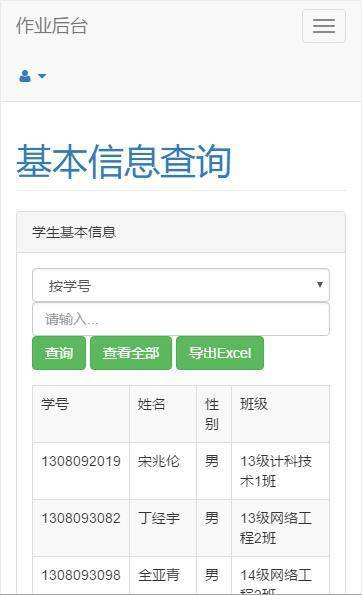 作业后台
基本信息查询
学生基本信息
按学号
请输入...
查询 查看全部 导出Excel
学号 姓名 性别 班级
1308092019 宋兆伦 男 13级计科技术1班
1308093082 丁经宇 男 13级网络工程2班
1308093098 全亚青 男 14级网络工程2班